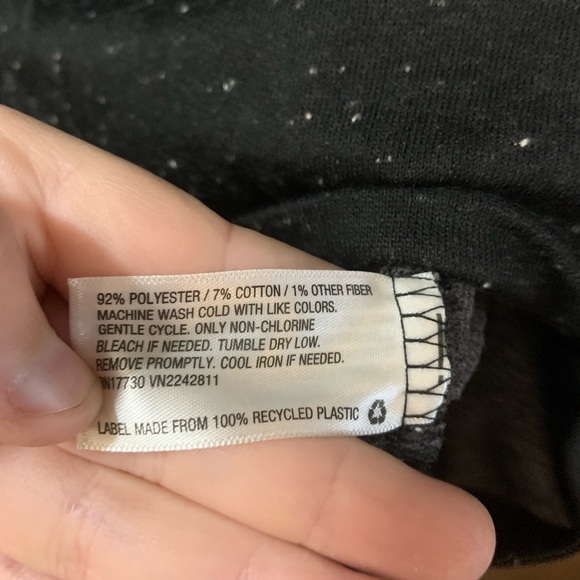 92% POLYESTER / 7% COTTON / 1% OTHER FIBER
MACHINE WASH COLD WITH LIKE COLORS.
GENTLE CYCLE. ONLY NON-CHLORINE
BLEACH IF NEEDED. TUMBLE DRY LOW.
REMOVE PROMPTLY. COOL IRON IF NEEDED.
RN17730 VN2242811
LABEL MADE FROM 100% RECYCLED PLASTIC